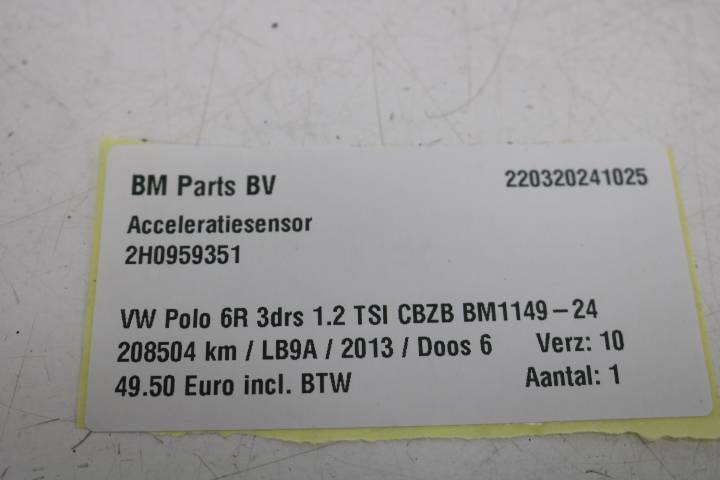 BM Parts BV 220320241025
Acceleratiesensor
2H0959351
VW Polo 6R 3drs 1.2 TSI CBZB BM1149-24
208504 km / LB9A / 2013 / Doos 6 Verz: 10
49.50 Euro incl. BTW Aantal: 1